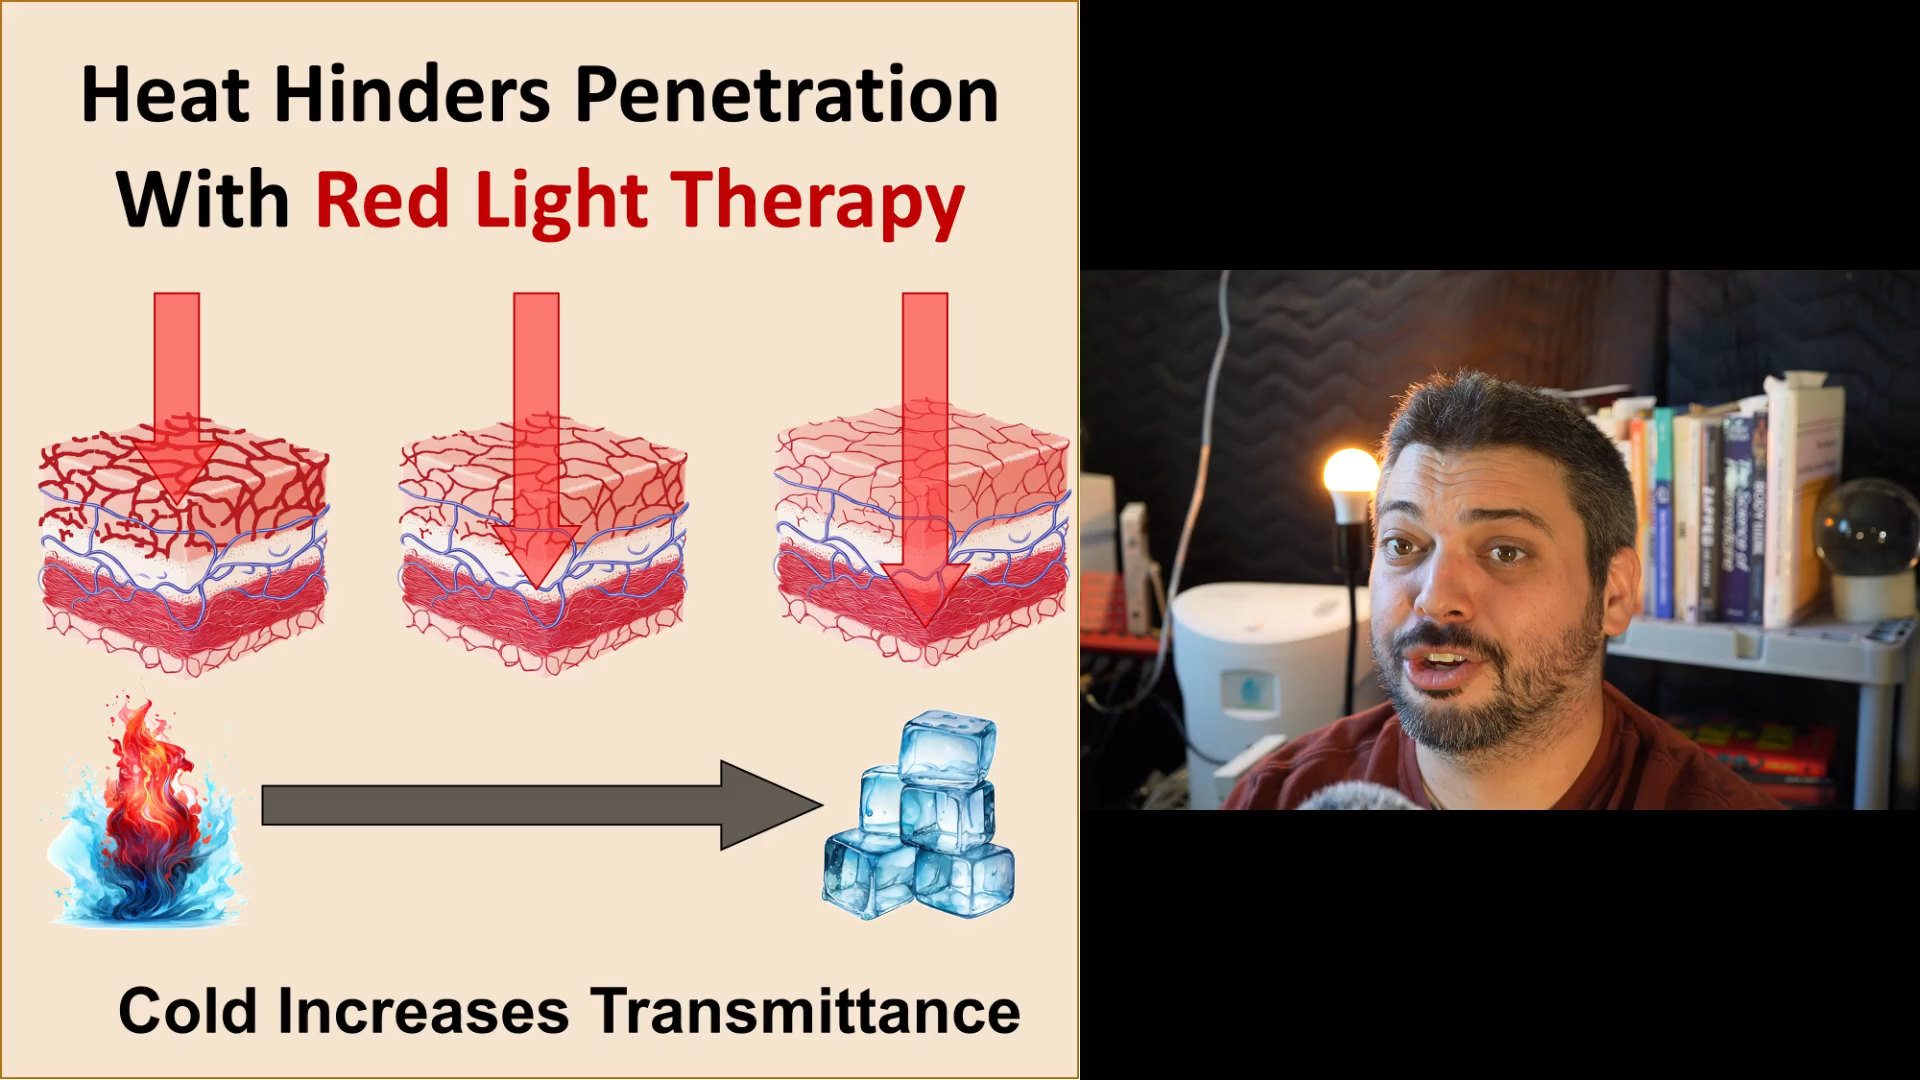 Heat Hinders Penetration
With Red Light Therapy
Cold Increases Transmittance